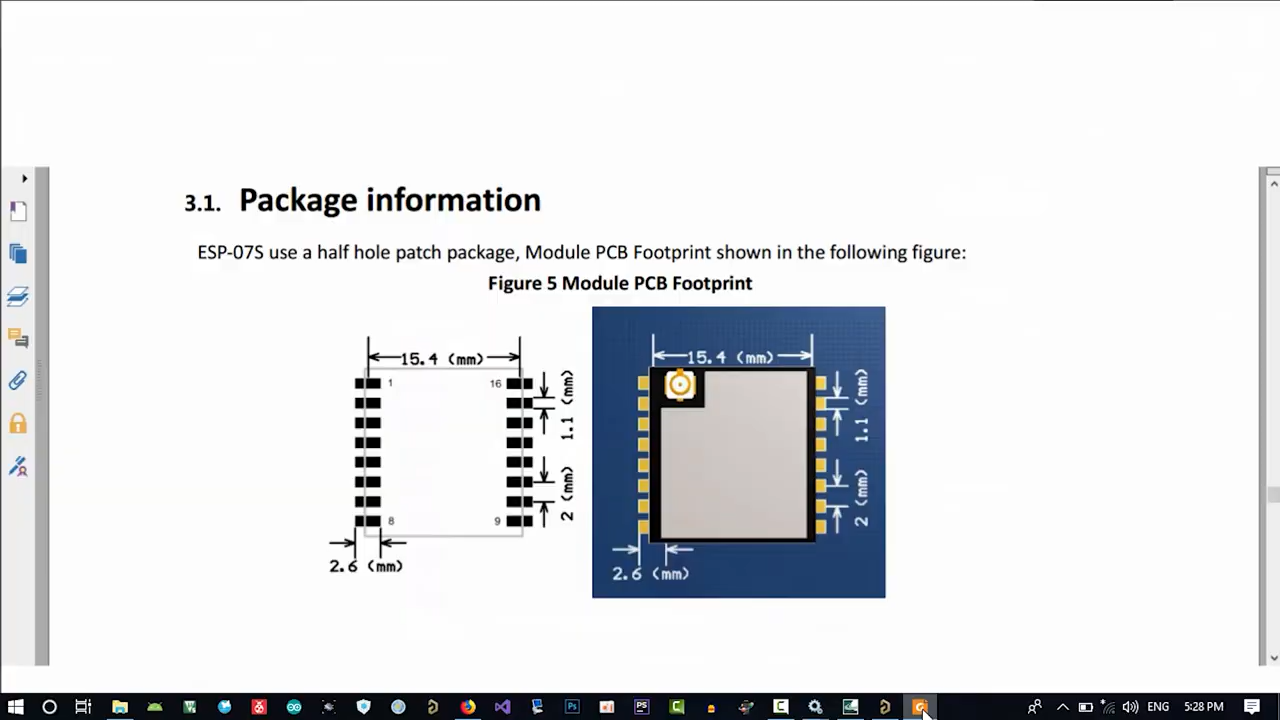 3.1. Package information
ESP-07S use a half hole patch package, Module PCB Footprint shown in the following figure:
Figure 5 Module PCB Footprint
15.4 (mm)
1
16
1.1 (mm)
2 (mm)
8
9
2.6 (mm)
15.4 (mm)
1.1 (mm)
2 (mm)
2.6 (mm)
Ps
PS
ENG
5:28 PM